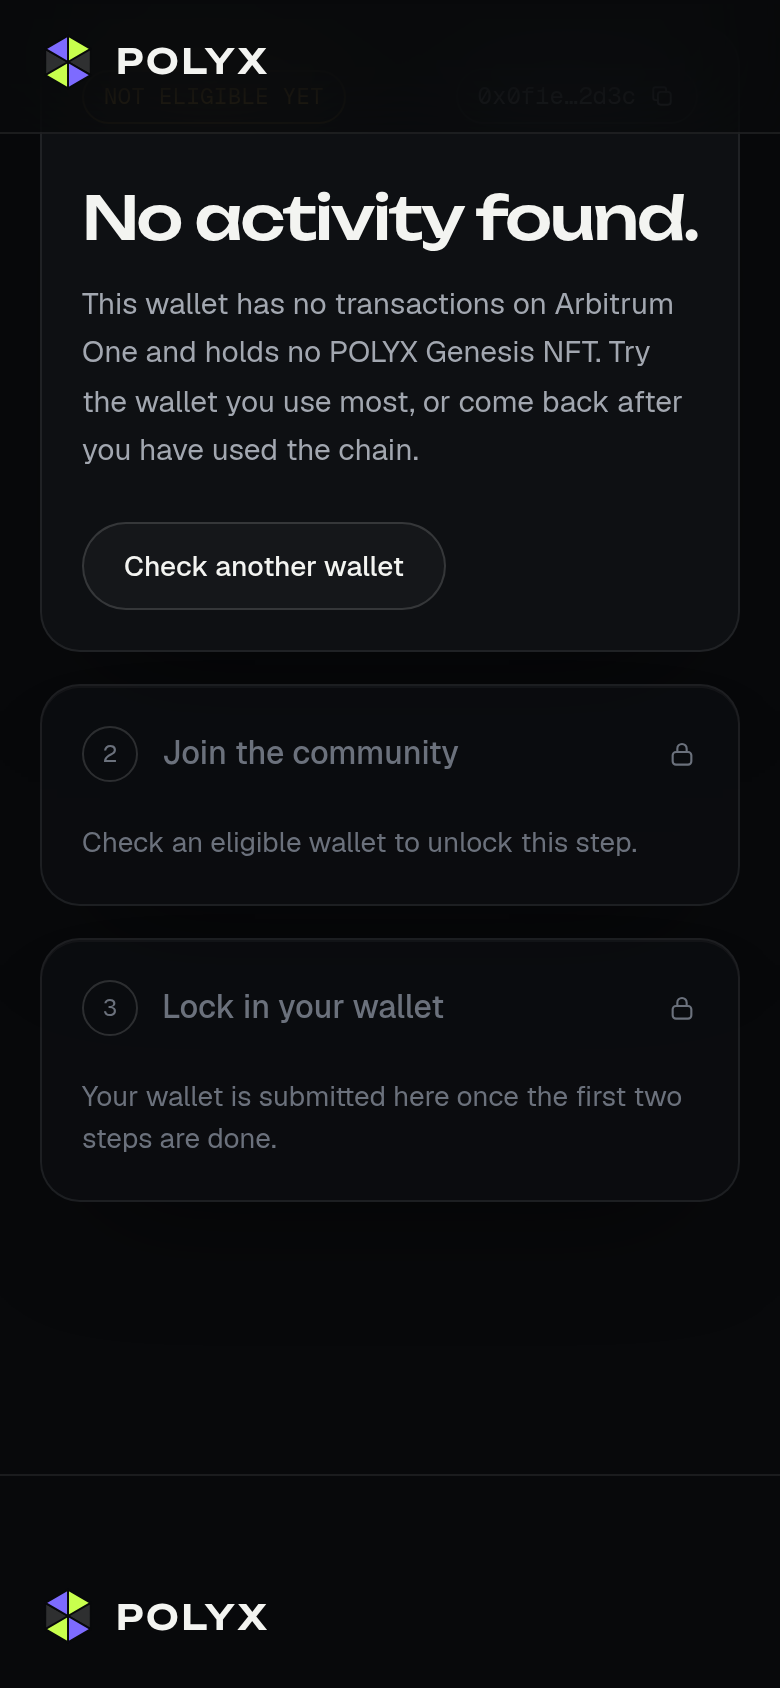 POLYX
NOT ELIGIBLE YET
0x0f1e…2d3c
No activity found.
This wallet has no transactions on Arbitrum
One and holds no POLYX Genesis NFT. Try
the wallet you use most, or come back after
you have used the chain.
Check another wallet
2 Join the community
Check an eligible wallet to unlock this step.
3 Lock in your wallet
Your wallet is submitted here once the first two
steps are done.
POLYX